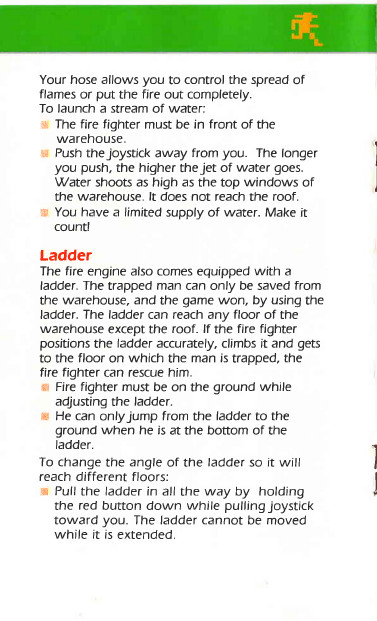 Your hose allows you to control the spread of
flames or put the fire out completely.
To launch a stream of water:
The fire fighter must be in front of the
warehouse.
Push the joystick away from you. The longer
you push, the higher the jet of water goes.
Water shoots as high as the top windows of
the warehouse. It does not reach the roof.
You have a limited supply of water. Make it
count!
Ladder
The fire engine also comes equipped with a
ladder. The trapped man can only be saved from
the warehouse, and the game won, by using the
ladder. The ladder can reach any floor of the
warehouse except the roof. If the fire fighter
positions the ladder accurately, climbs it and gets
to the floor on which the man is trapped, the
fire fighter can rescue him.
Fire fighter must be on the ground while
adjusting the ladder.
He can only jump from the ladder to the
ground when he is at the bottom of the
ladder.
To change the angle of the ladder so it will
reach different floors:
Pull the ladder in all the way by holding
the red button down while pulling joystick
toward you. The ladder cannot be moved
while it is extended.